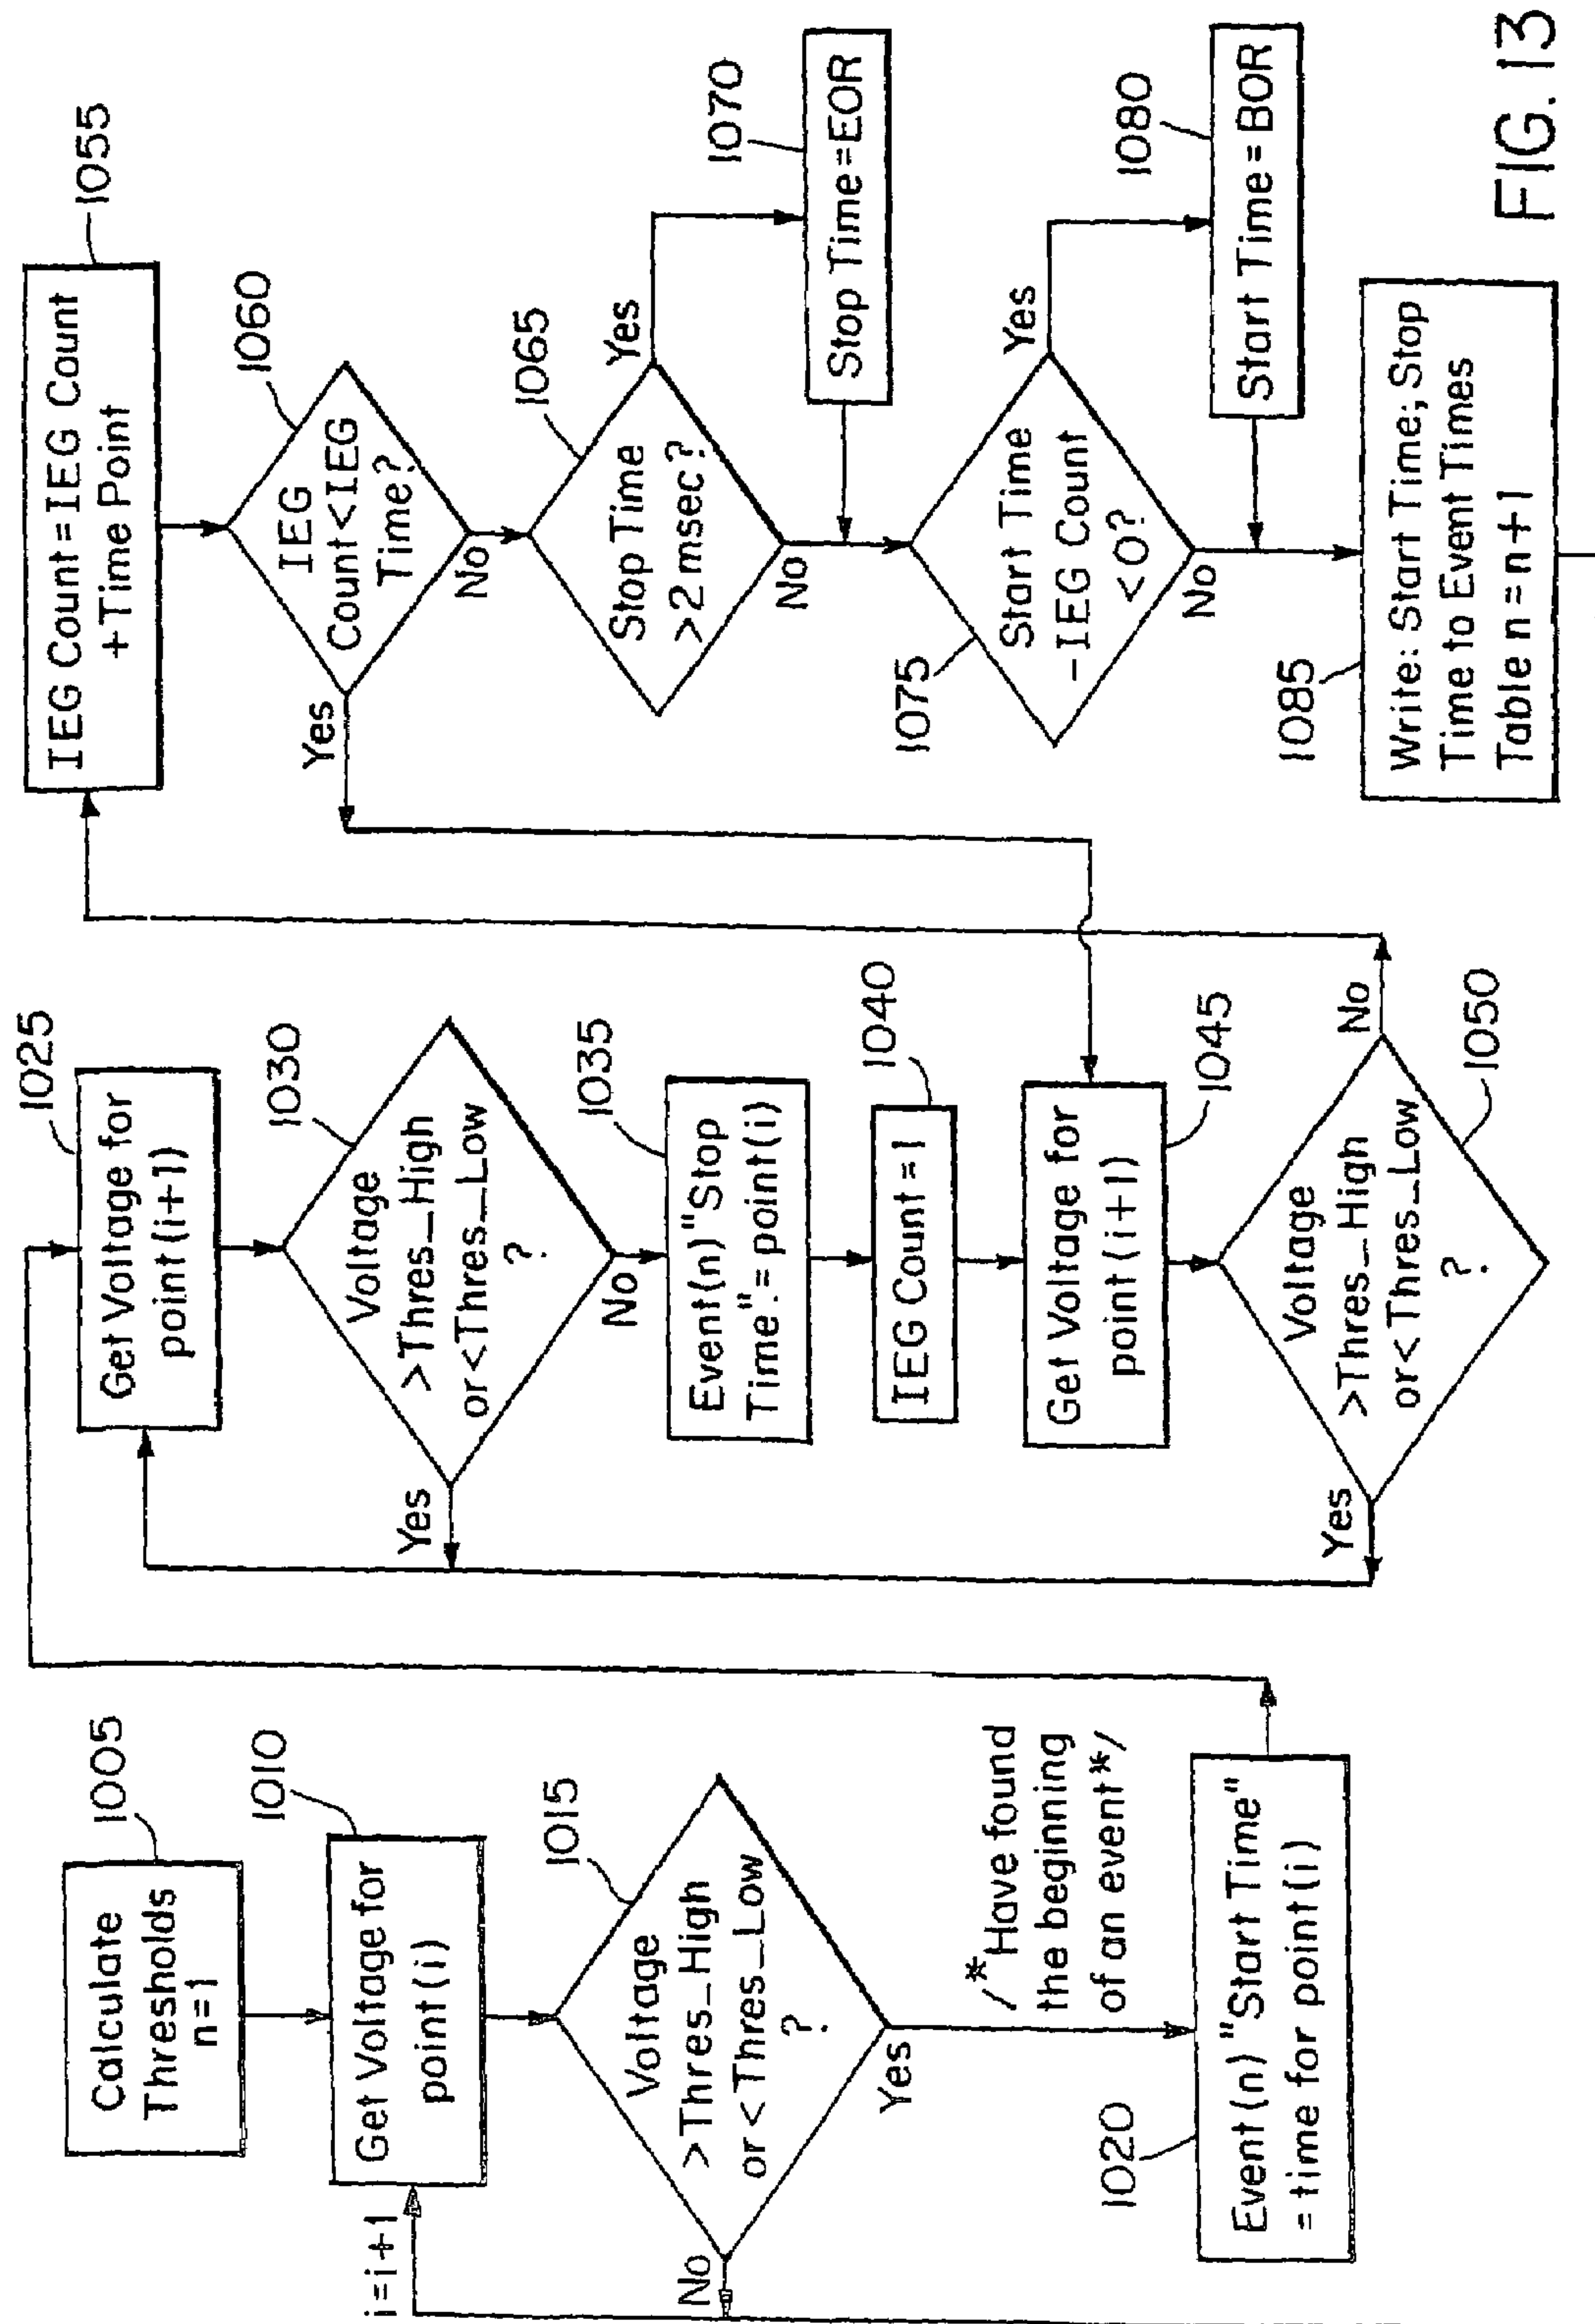 1005
Calculate
Thresholds
n=1
1010
i=i+1
Get Voltage for
point(i)
1015
Voltage
>Thres_High
or<Thres_Low
?
No
Yes
/*Have found
the beginning
of an event*/
1020
Event(n) "Start Time"
=time for point(i)
1025
Get Voltage for
point(i+1)
1030
Voltage
>Thres_High
or<Thres_Low
?
Yes
No
1035
Event(n)"Stop
Time"=point(i)
1040
IEG Count=1
Get Voltage for
point(i+1)
1045
Voltage
>Thres_High
or<Thres_Low
?
Yes
No
1050
1055
IEG Count=IEG Count
+Time Point
1060
IEG
Count<IEG
Time?
Yes
No
1065
Stop Time
>2msec?
Yes
No
1070
Stop Time=EOR
1075
Start Time
-IEG Count
<0?
Yes
No
1080
Start Time=BOR
1085
Write: Start Time; Stop
Time to Event Times
Table n=n+1
FIG. 13